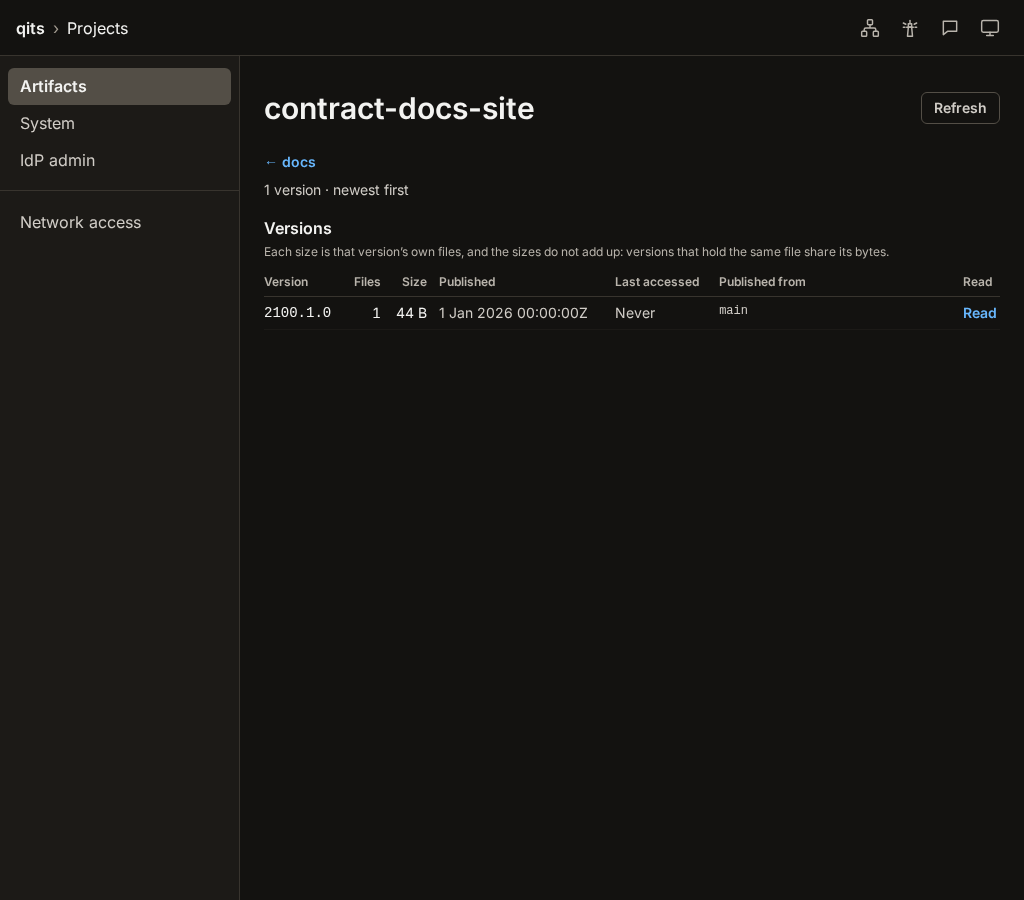 qits › Projects
Artifacts
System
IdP admin
Network access
contract-docs-site
Refresh
← docs
1 version · newest first
Versions
Each size is that version’s own files, and the sizes do not add up: versions that hold the same file share its bytes.
Version Files Size Published Last accessed Published from Read
2100.1.0 1 44 B 1 Jan 2026 00:00:00Z Never main Read